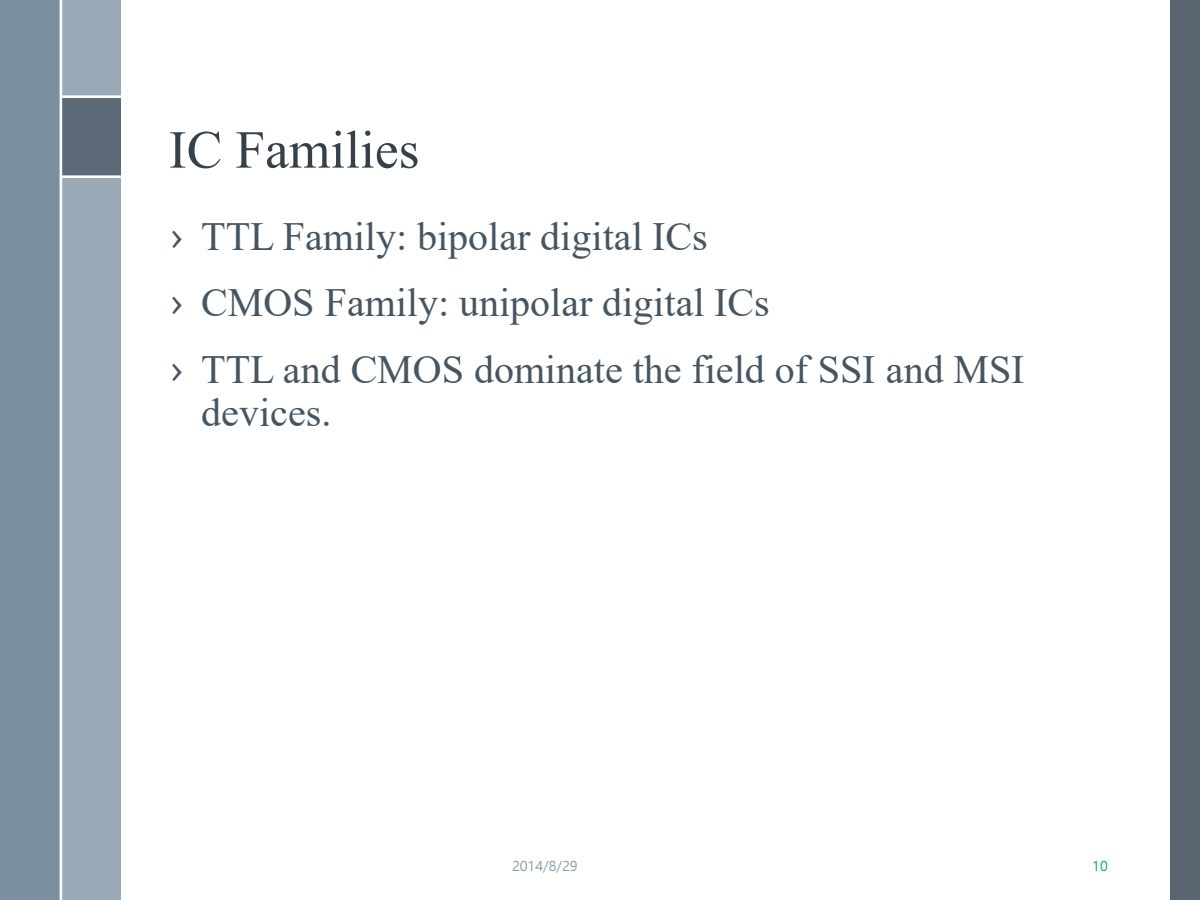 IC Families
› TTL Family: bipolar digital ICs
› CMOS Family: unipolar digital ICs
› TTL and CMOS dominate the field of SSI and MSI
devices.
2014/8/29
10